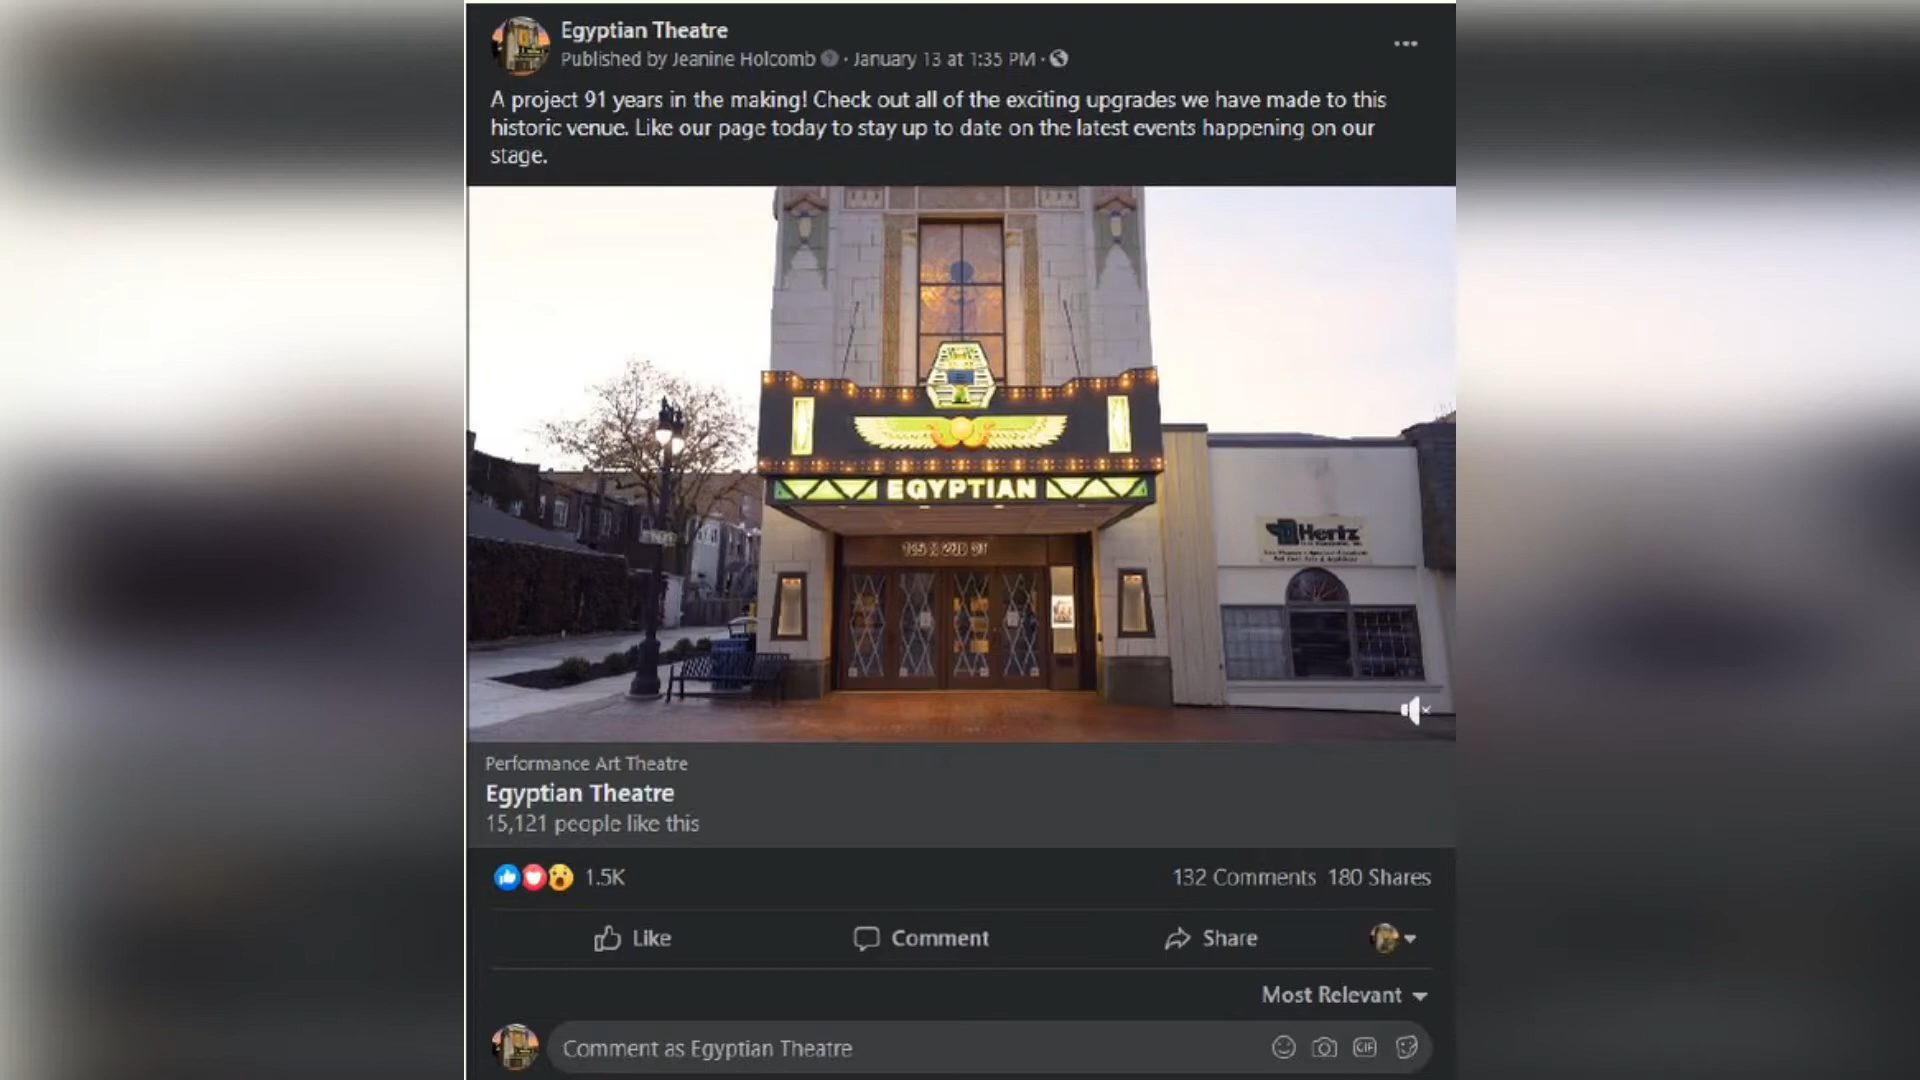 Egyptian Theatre
Published by Jeanine Holcomb · January 13 at 1:35 PM ·
A project 91 years in the making! Check out all of the exciting upgrades we have made to this
historic venue. Like our page today to stay up to date on the latest events happening on our
stage.
EGYPTIAN
Hertz
Performance Art Theatre
Egyptian Theatre
15,121 people like this
1.5K
132 Comments 180 Shares
Like
Comment
Share
Most Relevant
Comment as Egyptian Theatre
GIF